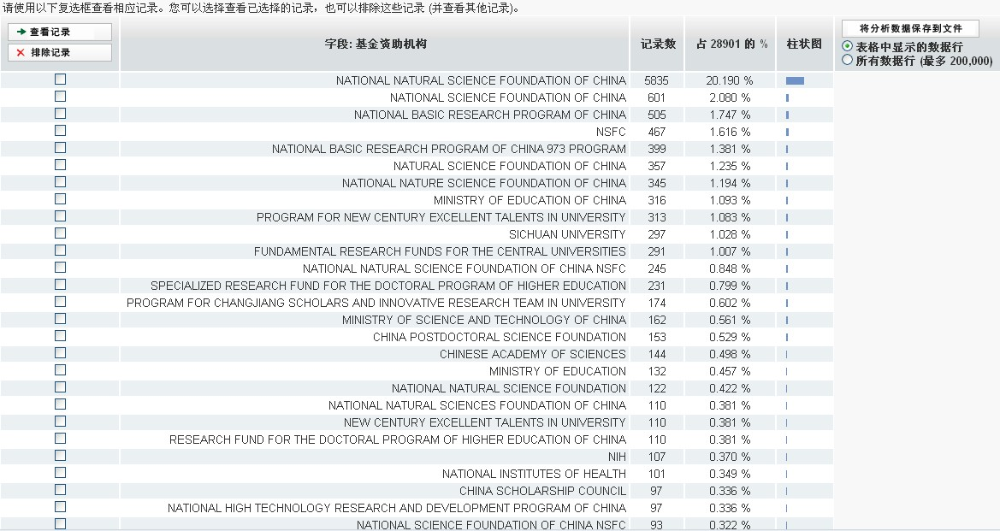 请使用以下复选框查看相应记录。您可以选择查看已选择的记录，也可以排除这些记录 (并查看其他记录)。
查看记录
排除记录
字段: 基金资助机构 记录数 占 28901 的 % 柱状图
将分析数据保存到文件
表格中显示的数据行
所有数据行 (最多 200,000)
NATIONAL NATURAL SCIENCE FOUNDATION OF CHINA 5835 20.190 %
NATIONAL SCIENCE FOUNDATION OF CHINA 601 2.080 %
NATIONAL BASIC RESEARCH PROGRAM OF CHINA 505 1.747 %
NSFC 467 1.616 %
NATIONAL BASIC RESEARCH PROGRAM OF CHINA 973 PROGRAM 399 1.381 %
NATURAL SCIENCE FOUNDATION OF CHINA 357 1.235 %
NATIONAL NATURE SCIENCE FOUNDATION OF CHINA 345 1.194 %
MINISTRY OF EDUCATION OF CHINA 316 1.093 %
PROGRAM FOR NEW CENTURY EXCELLENT TALENTS IN UNIVERSITY 313 1.083 %
SICHUAN UNIVERSITY 297 1.028 %
FUNDAMENTAL RESEARCH FUNDS FOR THE CENTRAL UNIVERSITIES 291 1.007 %
NATIONAL NATURAL SCIENCE FOUNDATION OF CHINA NSFC 245 0.848 %
SPECIALIZED RESEARCH FUND FOR THE DOCTORAL PROGRAM OF HIGHER EDUCATION 231 0.799 %
PROGRAM FOR CHANGJIANG SCHOLARS AND INNOVATIVE RESEARCH TEAM IN UNIVERSITY 174 0.602 %
MINISTRY OF SCIENCE AND TECHNOLOGY OF CHINA 162 0.561 %
CHINA POSTDOCTORAL SCIENCE FOUNDATION 153 0.529 %
CHINESE ACADEMY OF SCIENCES 144 0.498 %
MINISTRY OF EDUCATION 132 0.457 %
NATIONAL NATURAL SCIENCE FOUNDATION 122 0.422 %
NATIONAL NATURAL SCIENCES FOUNDATION OF CHINA 110 0.381 %
NEW CENTURY EXCELLENT TALENTS IN UNIVERSITY 110 0.381 %
RESEARCH FUND FOR THE DOCTORAL PROGRAM OF HIGHER EDUCATION OF CHINA 110 0.381 %
NIH 107 0.370 %
NATIONAL INSTITUTES OF HEALTH 101 0.349 %
CHINA SCHOLARSHIP COUNCIL 97 0.336 %
NATIONAL HIGH TECHNOLOGY RESEARCH AND DEVELOPMENT PROGRAM OF CHINA 97 0.336 %
NATIONAL SCIENCE FOUNDATION OF CHINA NSFC 93 0.322 %